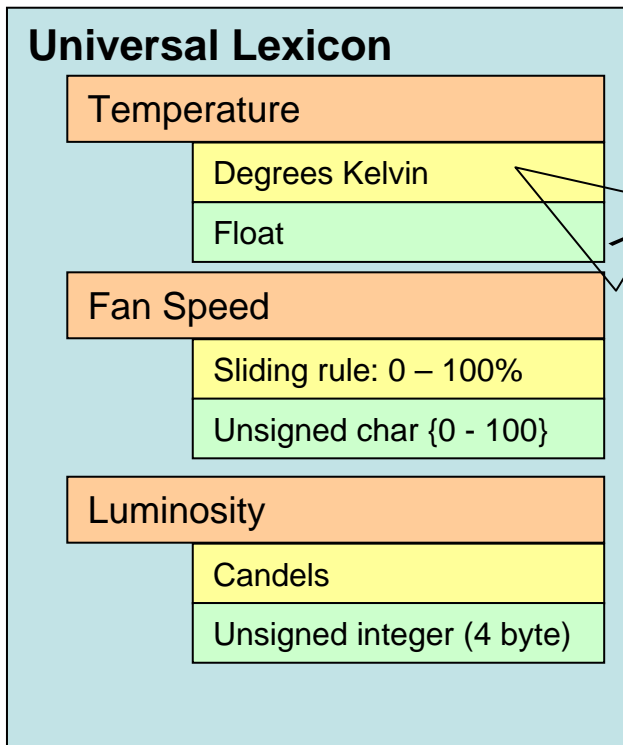 Universal Lexicon
Temperature
Degrees Kelvin
Float
Fan Speed
Sliding rule: 0 – 100%
Unsigned char {0 - 100}
Luminosity
Candels
Unsigned integer (4 byte)